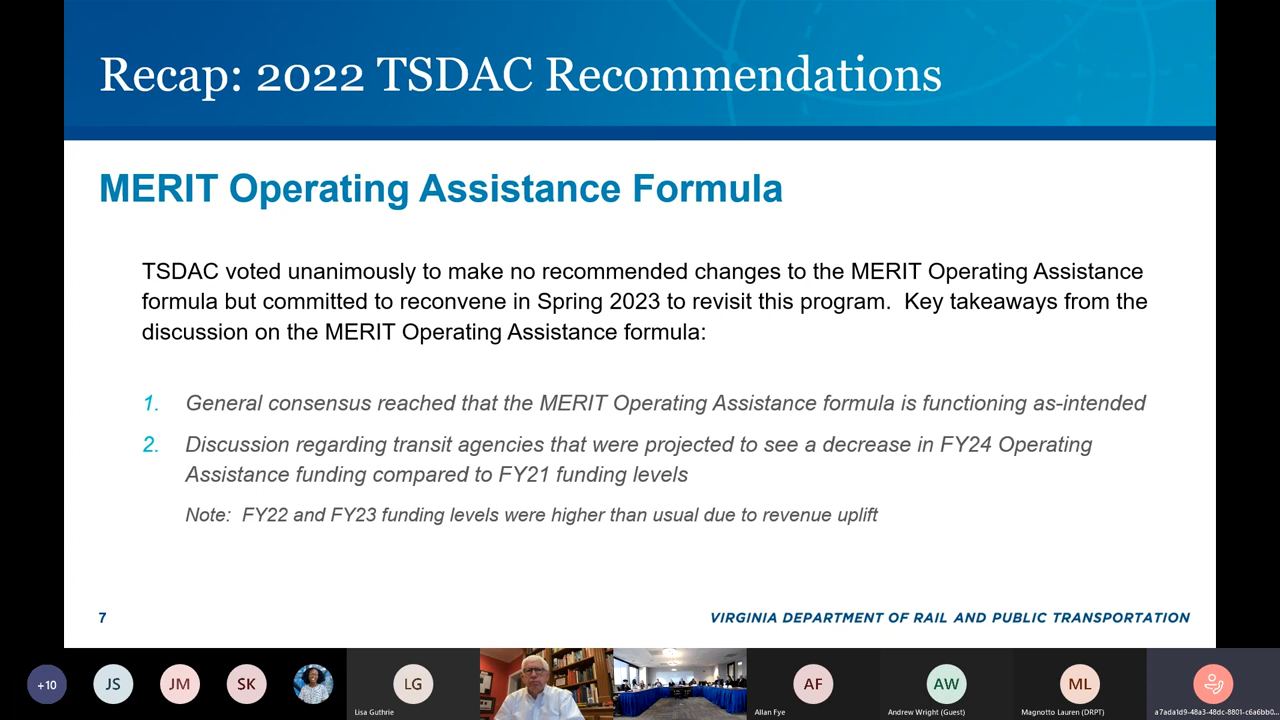 Recap: 2022 TSDAC Recommendations
MERIT Operating Assistance Formula
TSDAC voted unanimously to make no recommended changes to the MERIT Operating Assistance
formula but committed to reconvene in Spring 2023 to revisit this program.  Key takeaways from the
discussion on the MERIT Operating Assistance formula:
1. General consensus reached that the MERIT Operating Assistance formula is functioning as-intended
2. Discussion regarding transit agencies that were projected to see a decrease in FY24 Operating
Assistance funding compared to FY21 funding levels
Note:  FY22 and FY23 funding levels were higher than usual due to revenue uplift
7
VIRGINIA DEPARTMENT OF RAIL AND PUBLIC TRANSPORTATION
+10
JS
JM
SK
LG
Lisa Guthrie
AF
Allan Fye
AW
Andrew Wright (Guest)
ML
Magnotto Lauren (DRPT)
a7ada1d9-48a3-48dc-8801-c6a6bb0...